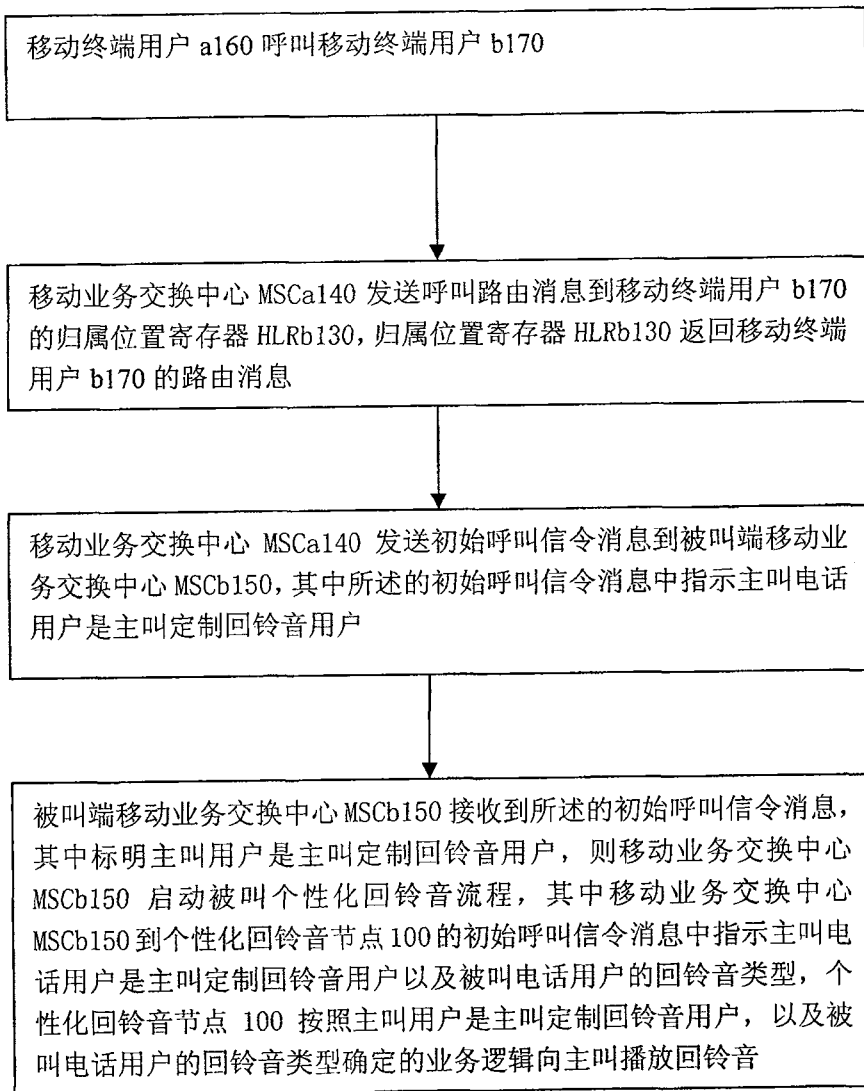 移动终端用户 a160 呼叫移动终端用户 b170
移动业务交换中心 MSCa140 发送呼叫路由消息到移动终端用户 b170
的归属位置寄存器 HLRb130，归属位置寄存器 HLRb130 返回移动终端
用户 b170 的路由消息
移动业务交换中心 MSCa140 发送初始呼叫信令消息到被叫端移动业
务交换中心 MSCb150，其中所述的初始呼叫信令消息中指示主叫电话
用户是主叫定制回铃音用户
被叫端移动业务交换中心 MSCb150 接收到所述的初始呼叫信令消息，
其中标明主叫用户是主叫定制回铃音用户，则移动业务交换中心
MSCb150 启动被叫个性化回铃音流程，其中移动业务交换中心
MSCb150 到个性化回铃音节点 100 的初始呼叫信令消息中指示主叫电
话用户是主叫定制回铃音用户以及被叫电话用户的回铃音类型，个
性化回铃音节点 100 按照主叫用户是主叫定制回铃音用户，以及被
叫电话用户的回铃音类型确定的业务逻辑向主叫播放回铃音